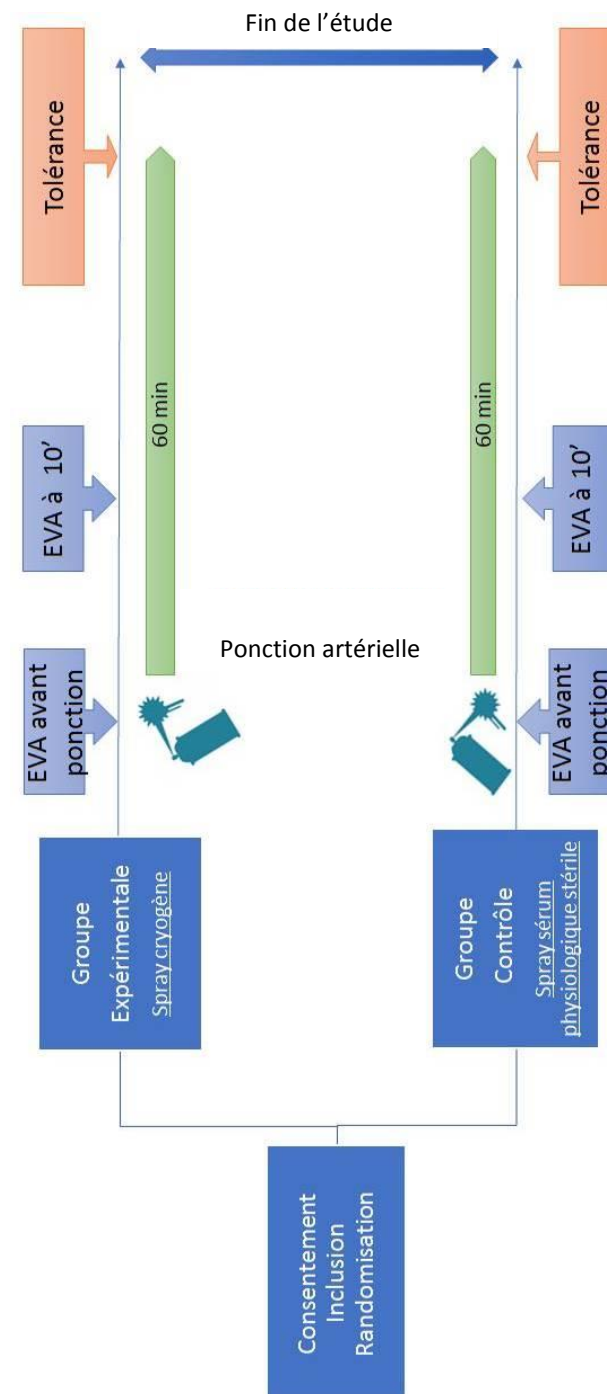 Consentement
Inclusion
Randomisation
Groupe
Expérimentale
Spray cryogène
EVA avant
ponction
EVA à 10’
Tolérance
60 min
Fin de l’étude
Ponction artérielle
60 min
Groupe
Contrôle
Spray sérum
physiologique stérile
EVA avant
ponction
EVA à 10’
Tolérance